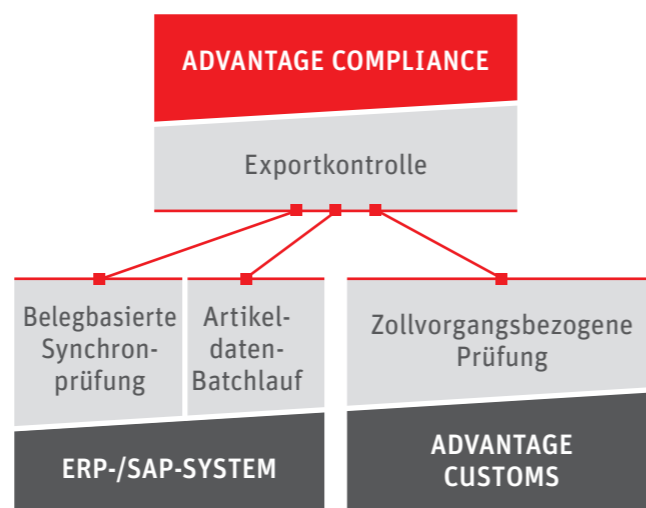 ADVANTAGE COMPLIANCE
Exportkontrolle
Belegbasierte
Synchron-
prüfung
Artikel-
daten-
Batchlauf
Zollvorgangsbezogene
Prüfung
ERP-/SAP-SYSTEM
ADVANTAGE
CUSTOMS